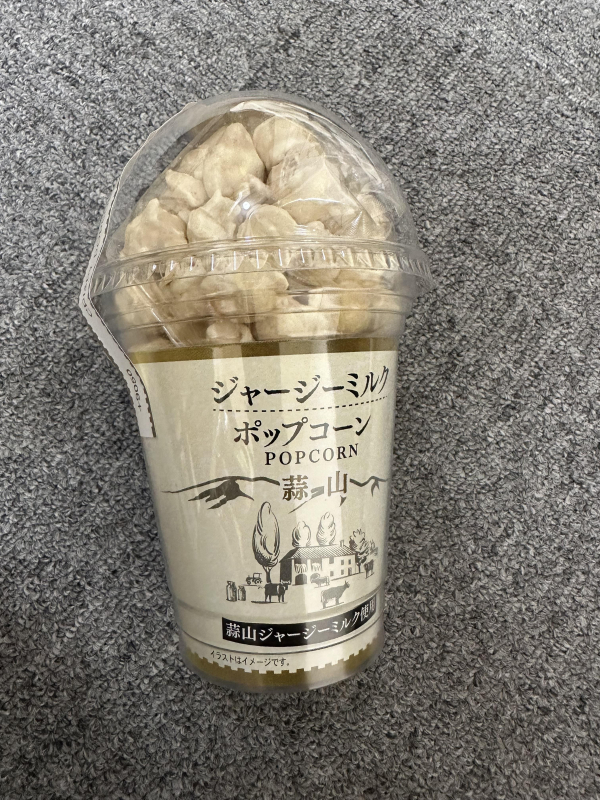 ジャージーミルク
ポップコーン
POPCORN
蒜山
蒜山ジャージーミルク使用
イラストはイメージです。